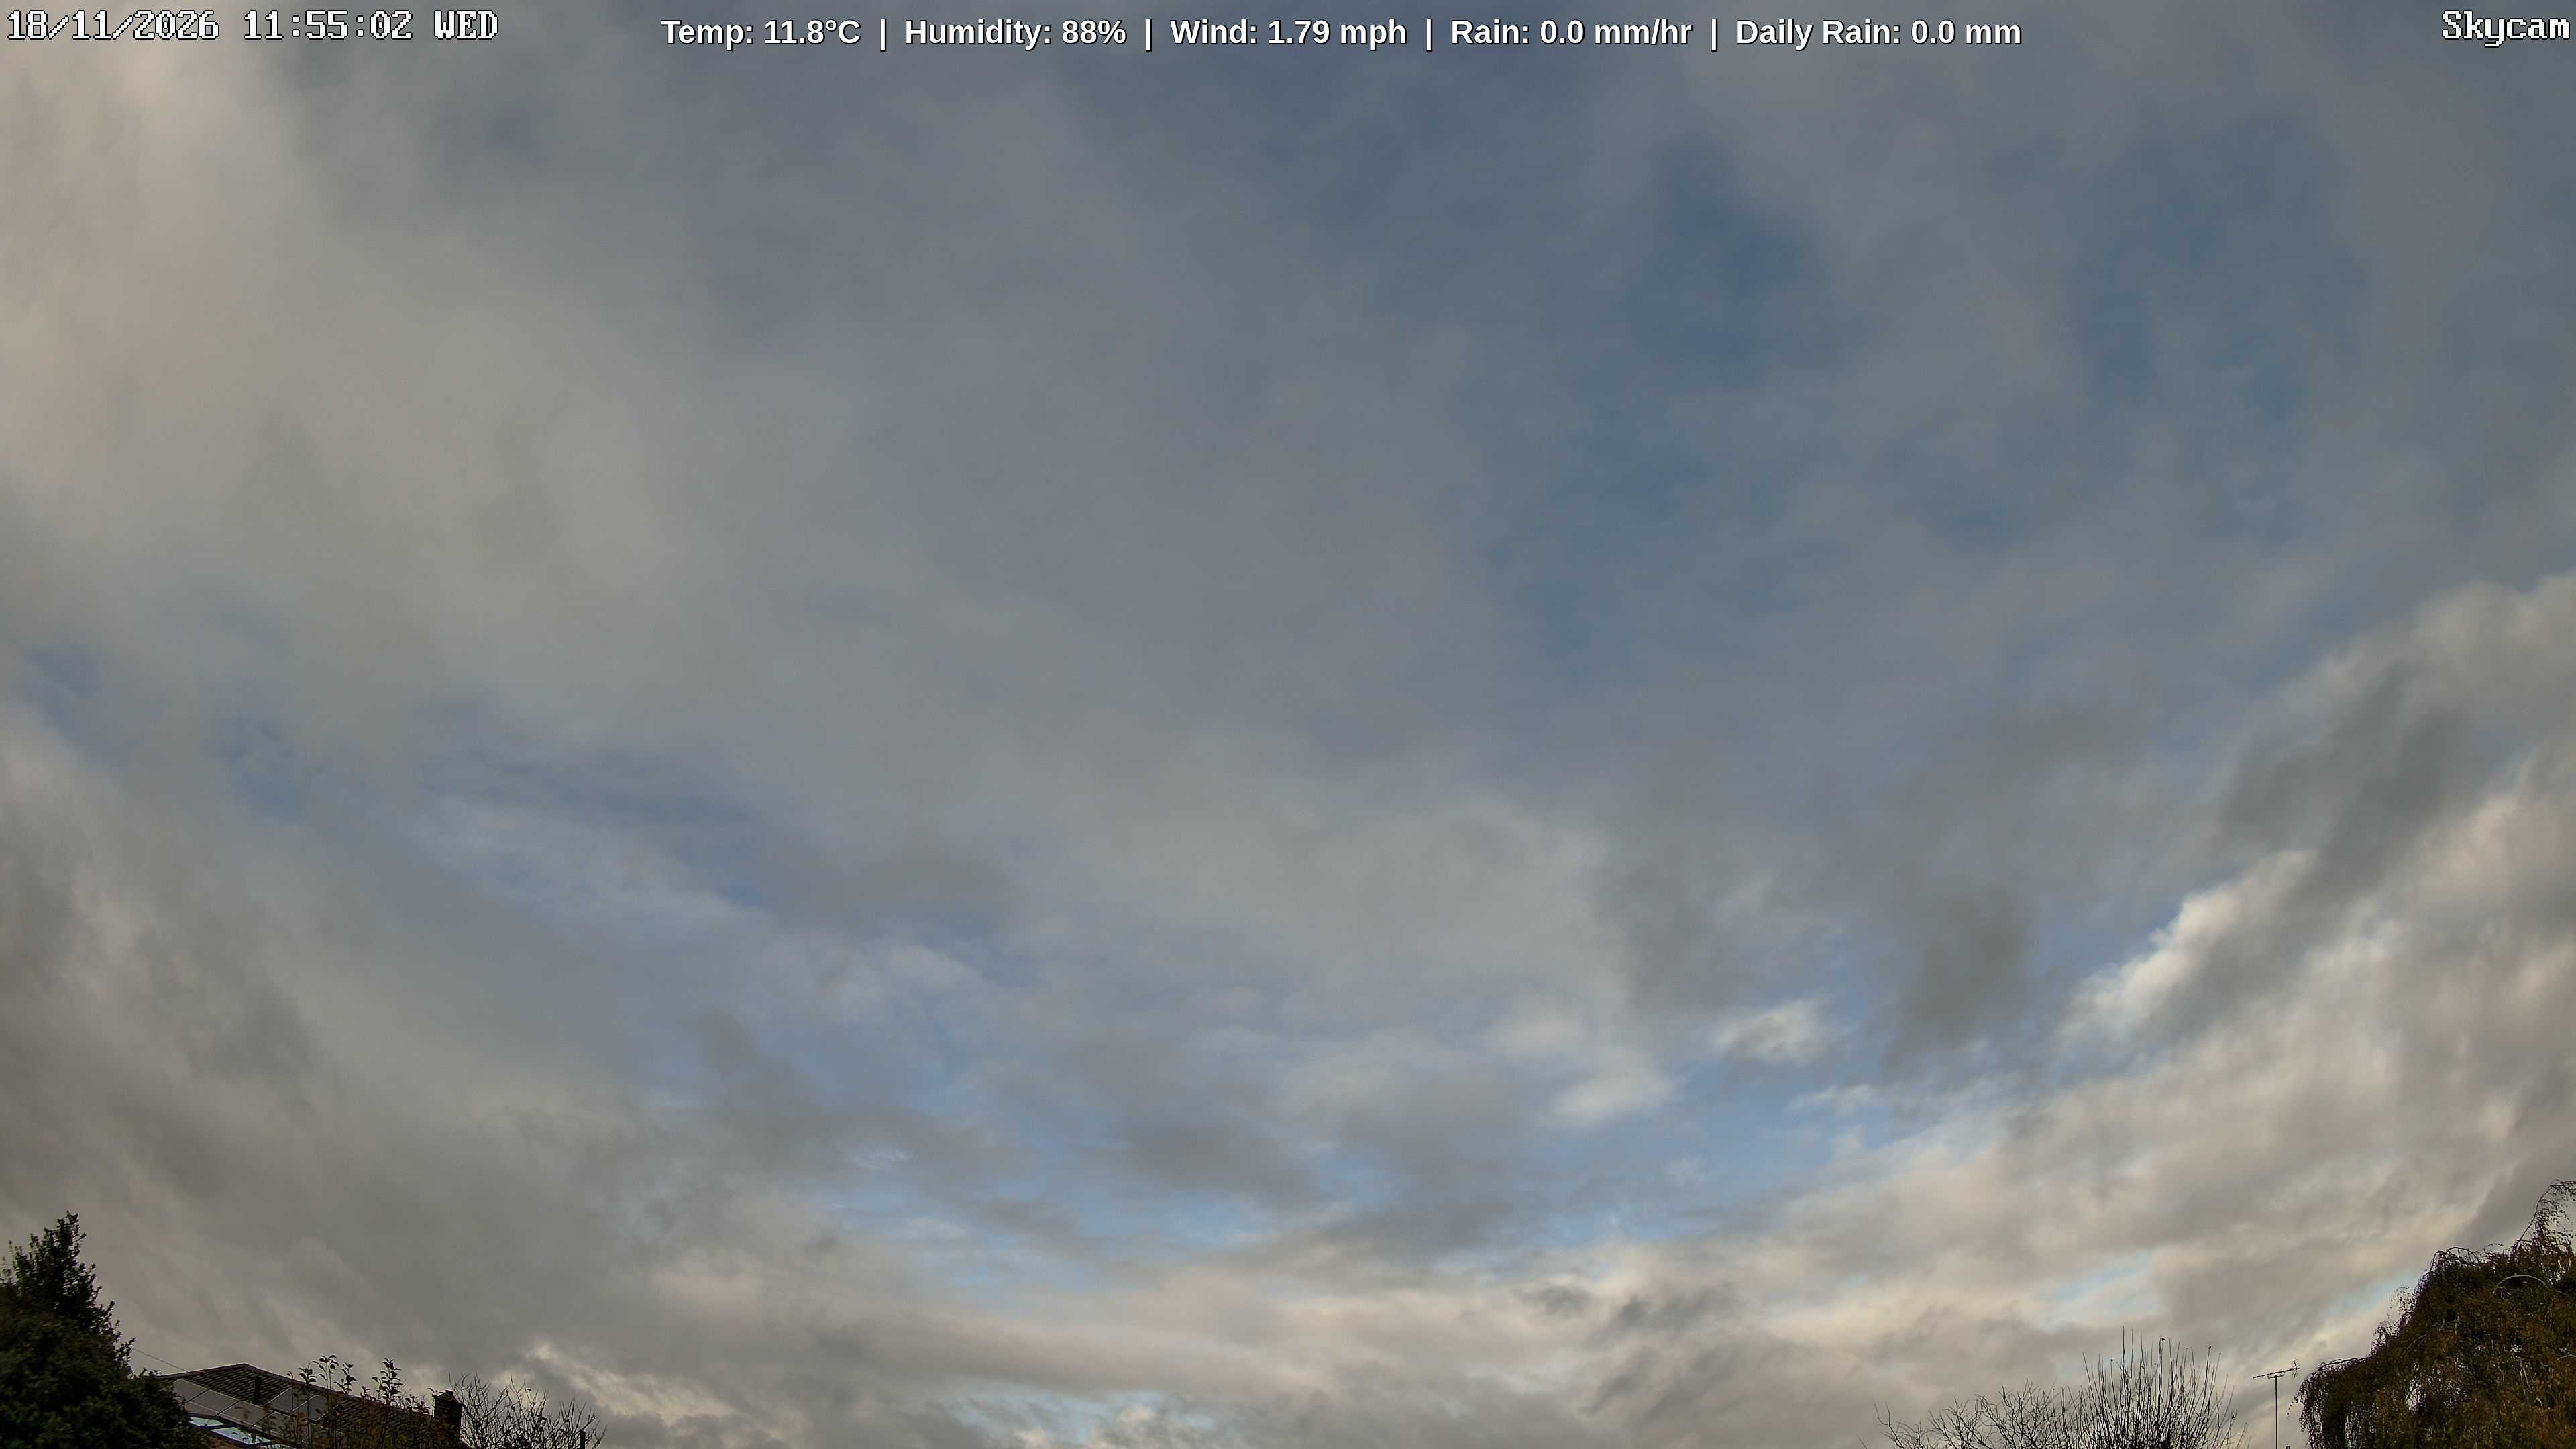 18/11/2026 11:55:02 WED
Temp: 11.8°C | Humidity: 88% | Wind: 1.79 mph | Rain: 0.0 mm/hr | Daily Rain: 0.0 mm
Skycam